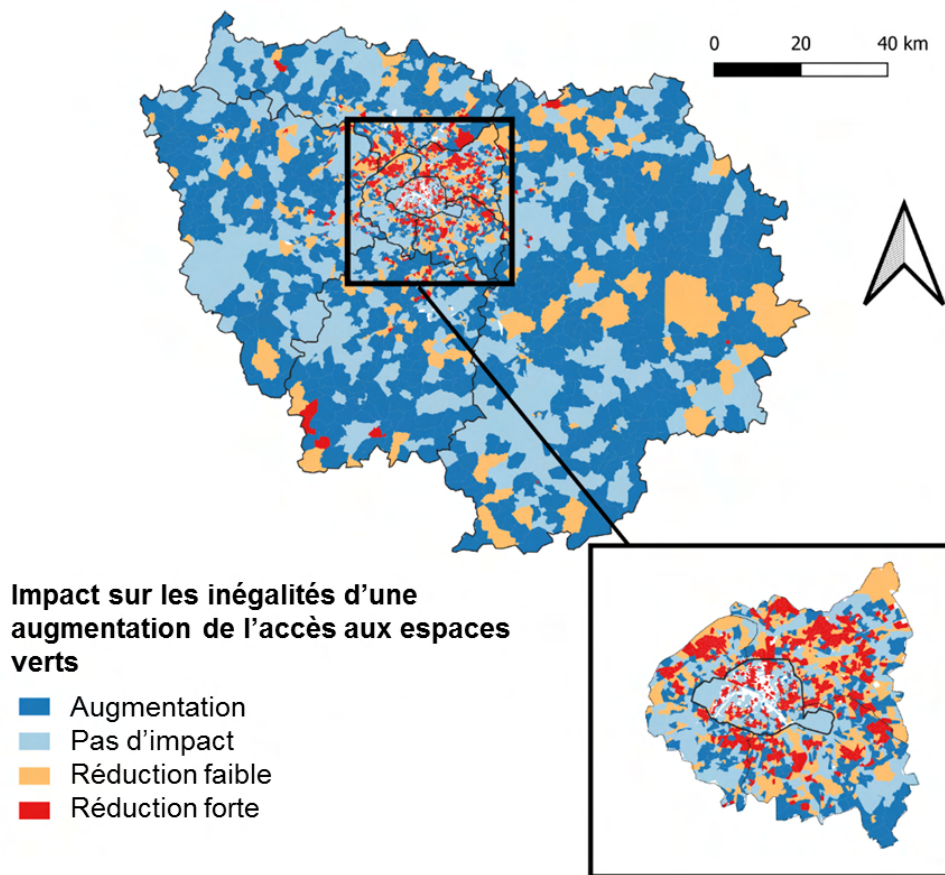 0 20 40 km
Impact sur les inégalités d’une
augmentation de l’accès aux espaces
verts
Augmentation
Pas d’impact
Réduction faible
Réduction forte